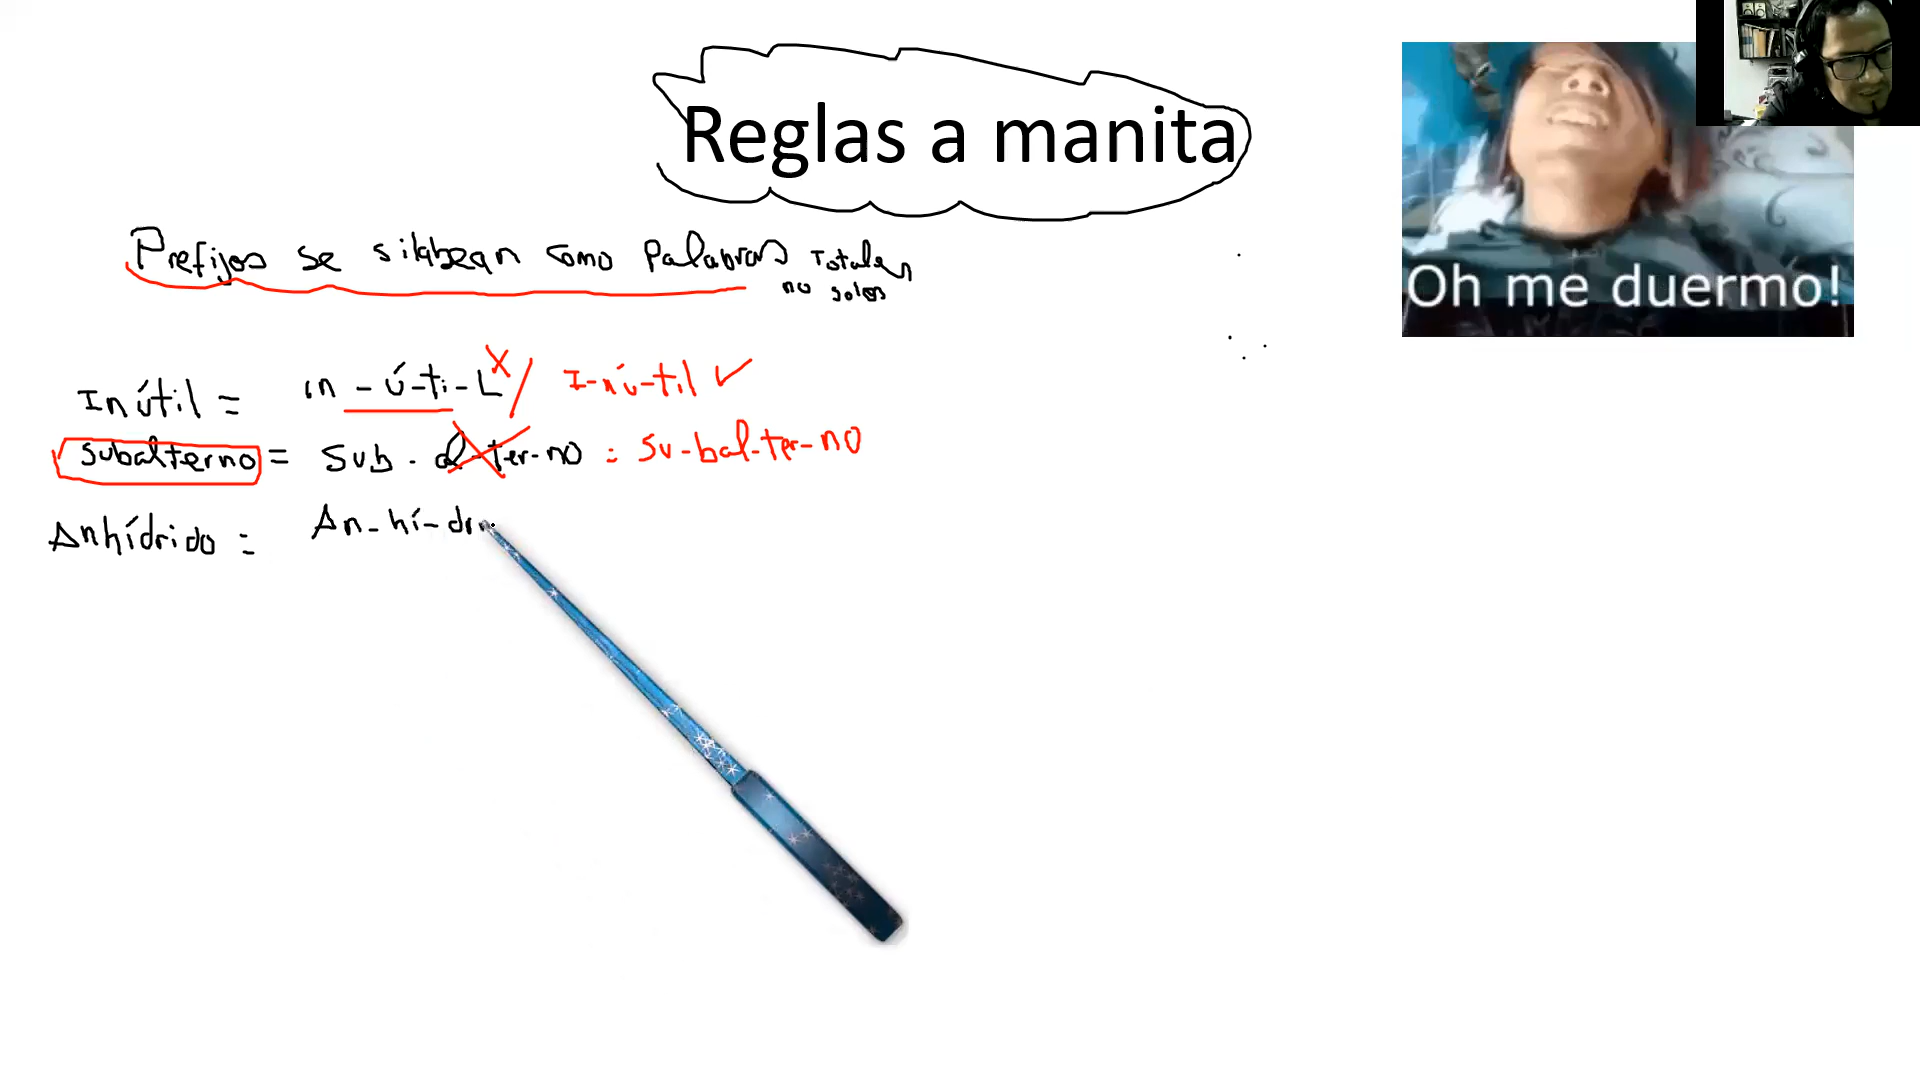 Reglas a manita
Prefijos se silabean como palabras Totales
no solos
Oh me duermo!
Inútil = in - ú - ti - L X / I - nú - til ✓
subalterno = sub - al - ter - no = su - bal - ter - no
Anhídrido = An - hí - dr